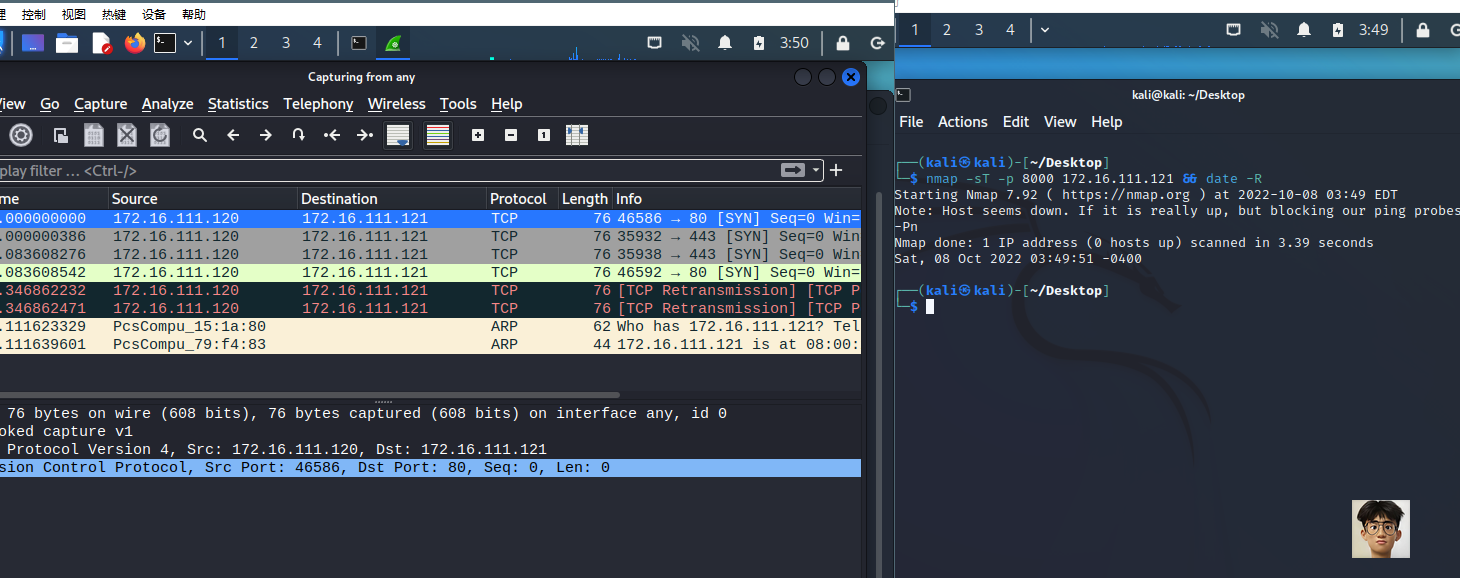 理 控制 视图 热键 设备 帮助
1 2 3 4 3:50
Capturing from any
View Go Capture Analyze Statistics Telephony Wireless Tools Help
play filter … <Ctrl-/>
me Source Destination Protocol Length Info
.000000000 172.16.111.120 172.16.111.121 TCP 76 46586 → 80 [SYN] Seq=0 Win=
.000000386 172.16.111.120 172.16.111.121 TCP 76 35932 → 443 [SYN] Seq=0 Win
.083608276 172.16.111.120 172.16.111.121 TCP 76 35938 → 443 [SYN] Seq=0 Win
.083608542 172.16.111.120 172.16.111.121 TCP 76 46592 → 80 [SYN] Seq=0 Win=
.346862232 172.16.111.120 172.16.111.121 TCP 76 [TCP Retransmission] [TCP P
.346862471 172.16.111.120 172.16.111.121 TCP 76 [TCP Retransmission] [TCP P
.111623329 PcsCompu_15:1a:80 ARP 62 Who has 172.16.111.121? Tel
.111639601 PcsCompu_79:f4:83 ARP 44 172.16.111.121 is at 08:00:
76 bytes on wire (608 bits), 76 bytes captured (608 bits) on interface any, id 0
oked capture v1
Protocol Version 4, Src: 172.16.111.120, Dst: 172.16.111.121
sion Control Protocol, Src Port: 46586, Dst Port: 80, Seq: 0, Len: 0
1 2 3 4 3:49
kali@kali: ~/Desktop
File Actions Edit View Help
┌──(kali㉿kali)-[~/Desktop]
└─$ nmap -sT -p 8000 172.16.111.121 && date -R
Starting Nmap 7.92 ( https://nmap.org ) at 2022-10-08 03:49 EDT
Note: Host seems down. If it is really up, but blocking our ping probes
-Pn
Nmap done: 1 IP address (0 hosts up) scanned in 3.39 seconds
Sat, 08 Oct 2022 03:49:51 -0400
┌──(kali㉿kali)-[~/Desktop]
└─$